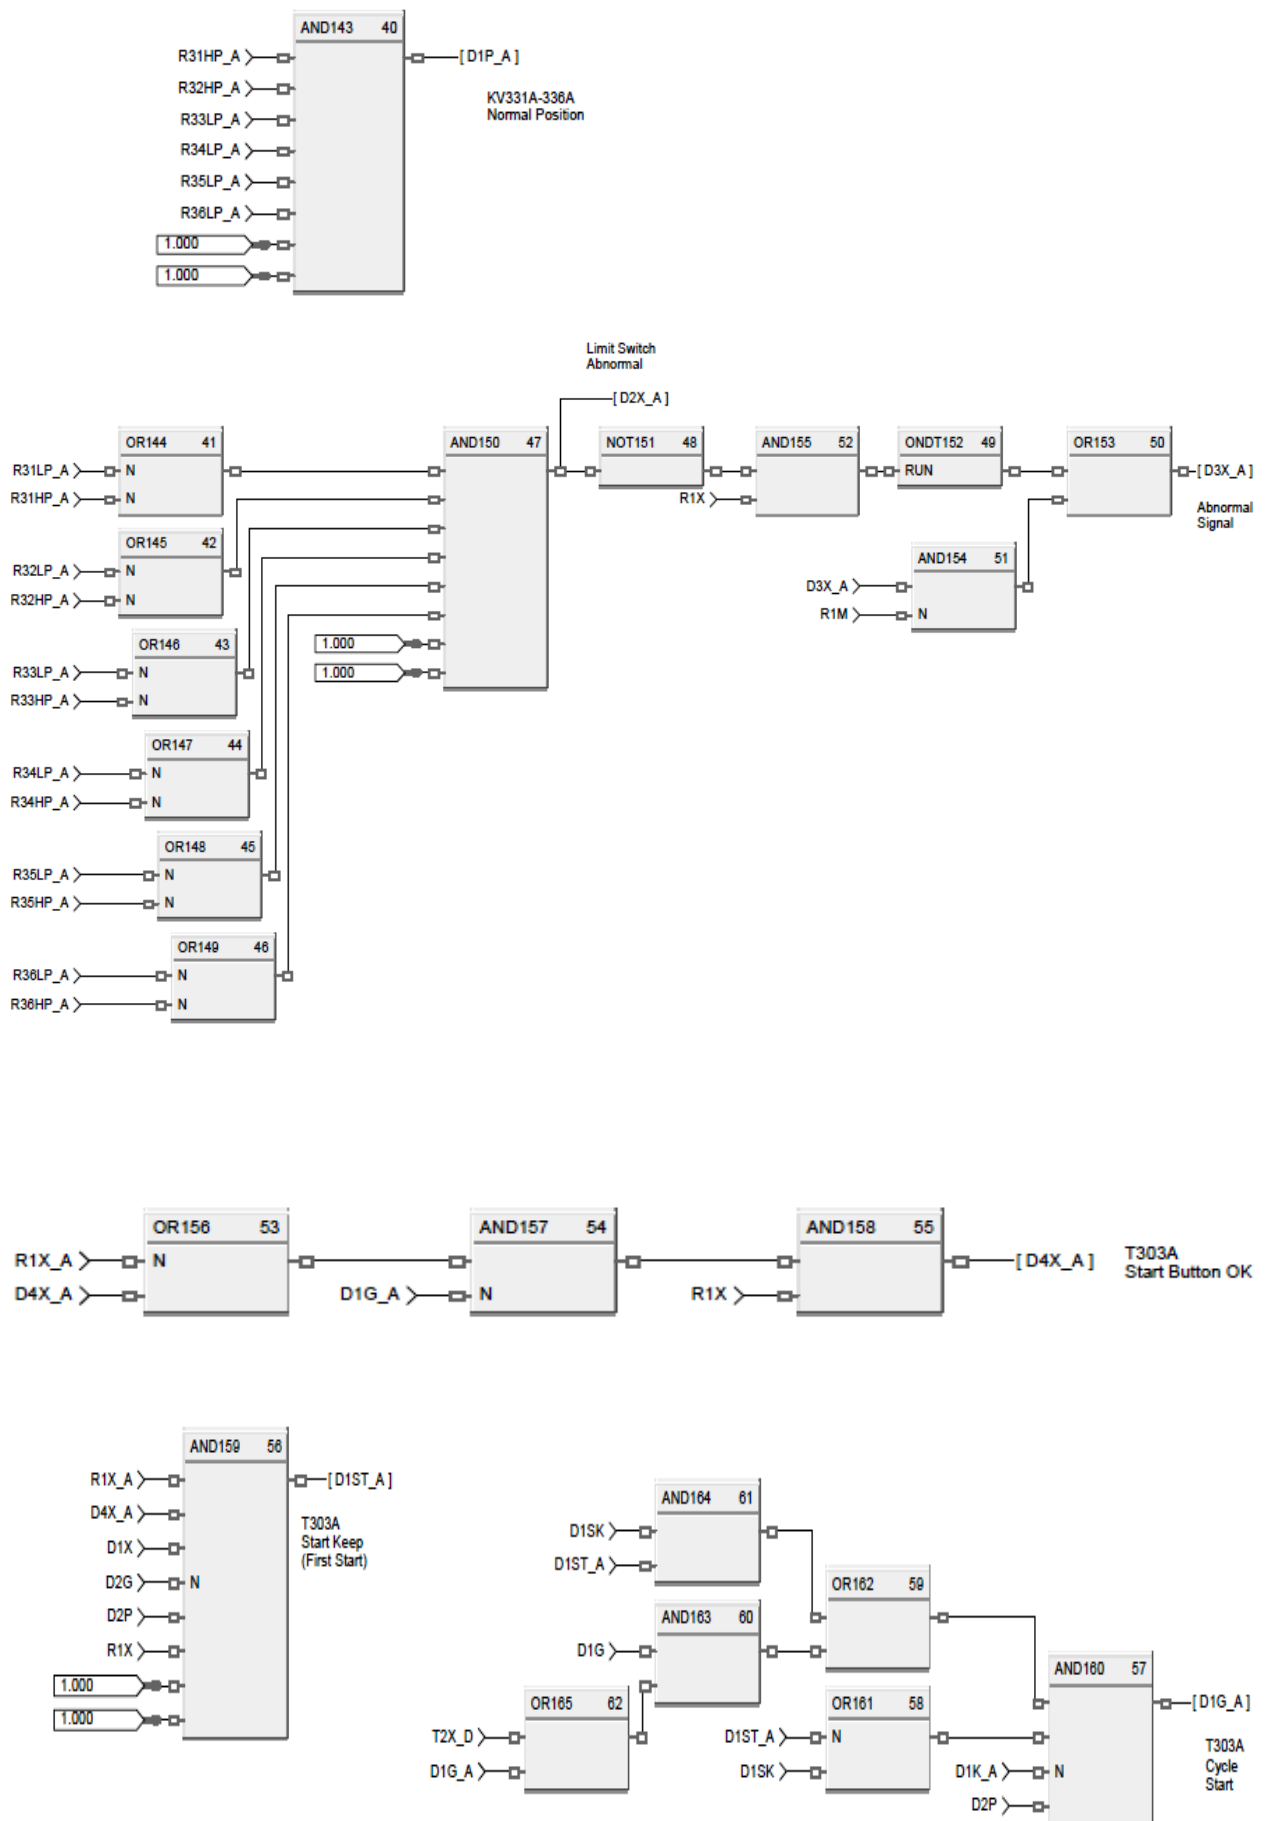 AND143 40
R31HP_A
[ D1P_A ]
R32HP_A
KV331A-336A
Normal Position
R33LP_A
R34LP_A
R35LP_A
R36LP_A
1.000
1.000
Limit Switch
Abnormal
[ D2X_A ]
OR144 41
AND150 47
NOT151 48
AND155 52
ONDT152 49
OR153 50
R31LP_A
N
RUN
[ D3X_A ]
R31HP_A
N
R1X
Abnormal
Signal
OR145 42
AND154 51
R32LP_A
N
D3X_A
R32HP_A
N
R1M
N
OR146 43
1.000
R33LP_A
N
1.000
R33HP_A
N
OR147 44
R34LP_A
N
R34HP_A
N
OR148 45
R35LP_A
N
R35HP_A
N
OR149 46
R36LP_A
N
R36HP_A
N
OR156 53
AND157 54
AND158 55
R1X_A
N
[ D4X_A ]
T303A
Start Button OK
D4X_A
D1G_A
N
R1X
AND159 56
R1X_A
[ D1ST_A ]
D4X_A
T303A
Start Keep
(First Start)
D1X
D2G
N
D2P
R1X
1.000
1.000
AND164 61
D1SK
D1ST_A
OR162 59
AND163 60
D1G
AND160 57
OR165 62
OR161 58
[ D1G_A ]
T2X_D
D1ST_A
N
T303A
Cycle
Start
D1G_A
D1SK
D1K_A
N
D2P